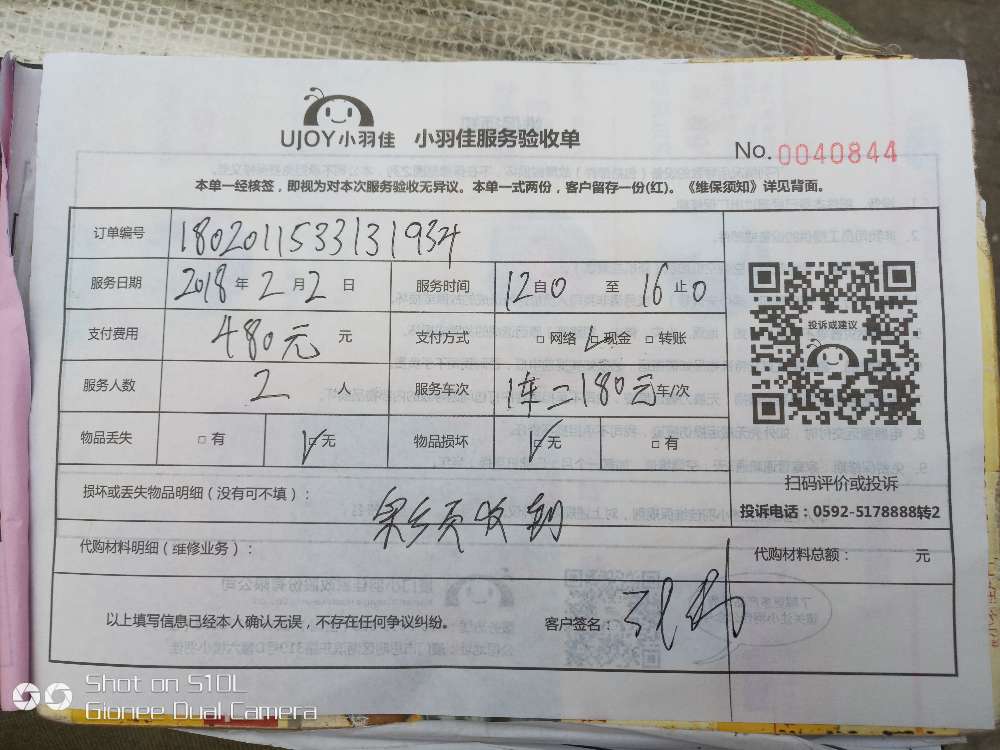 UJOY小羽佳 小羽佳服务验收单
No. 0040844
本单一经核签，即视为对本次服务验收无异议。本单一式两份，客户留存一份(红)。《维保须知》详见背面。
订单编号 180201153313193
服务日期 2018 年 2 月 2 日 服务时间 12 自 0 至 16 止 0
支付费用 480元 元 支付方式 □ 网络 □ 现金 □ 转账
投诉或建议
服务人数 2 人 服务车次 1车二180元 车/次
物品丢失 □ 有 □ 无 物品损坏 □ 无 □ 有
扫码评价或投诉
损坏或丢失物品明细（没有可不填）：
投诉电话：0592-5178888转2
收到
代购材料明细（维修业务）： 代购材料总额： 元
以上填写信息已经本人确认无误，不存在任何争议纠纷。 客户签名：
Shot on S10L
Gionee Dual Camera